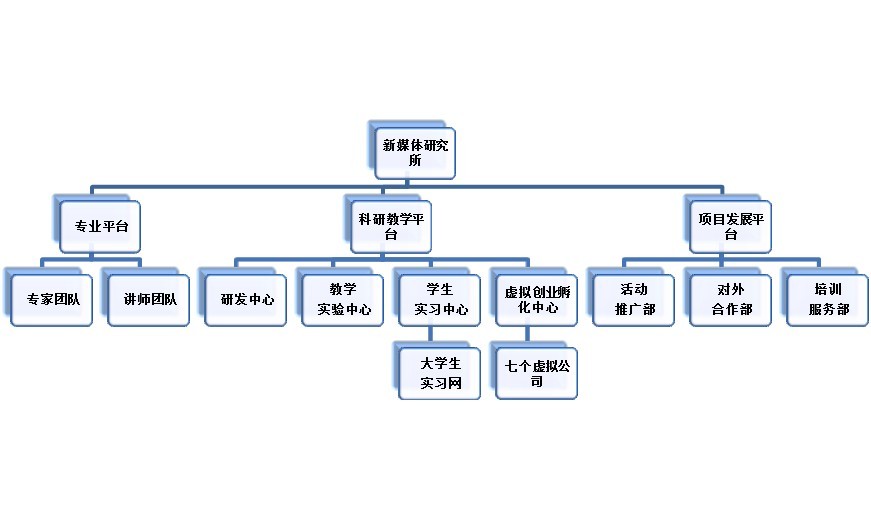 新媒体研究
所
专业平台
科研教学平
台
项目发展平
台
专家团队
讲师团队
研发中心
教学
实验中心
学生
实习中心
虚拟创业孵
化中心
活动
推广部
对外
合作部
培训
服务部
大学生
实习网
七个虚拟公
司